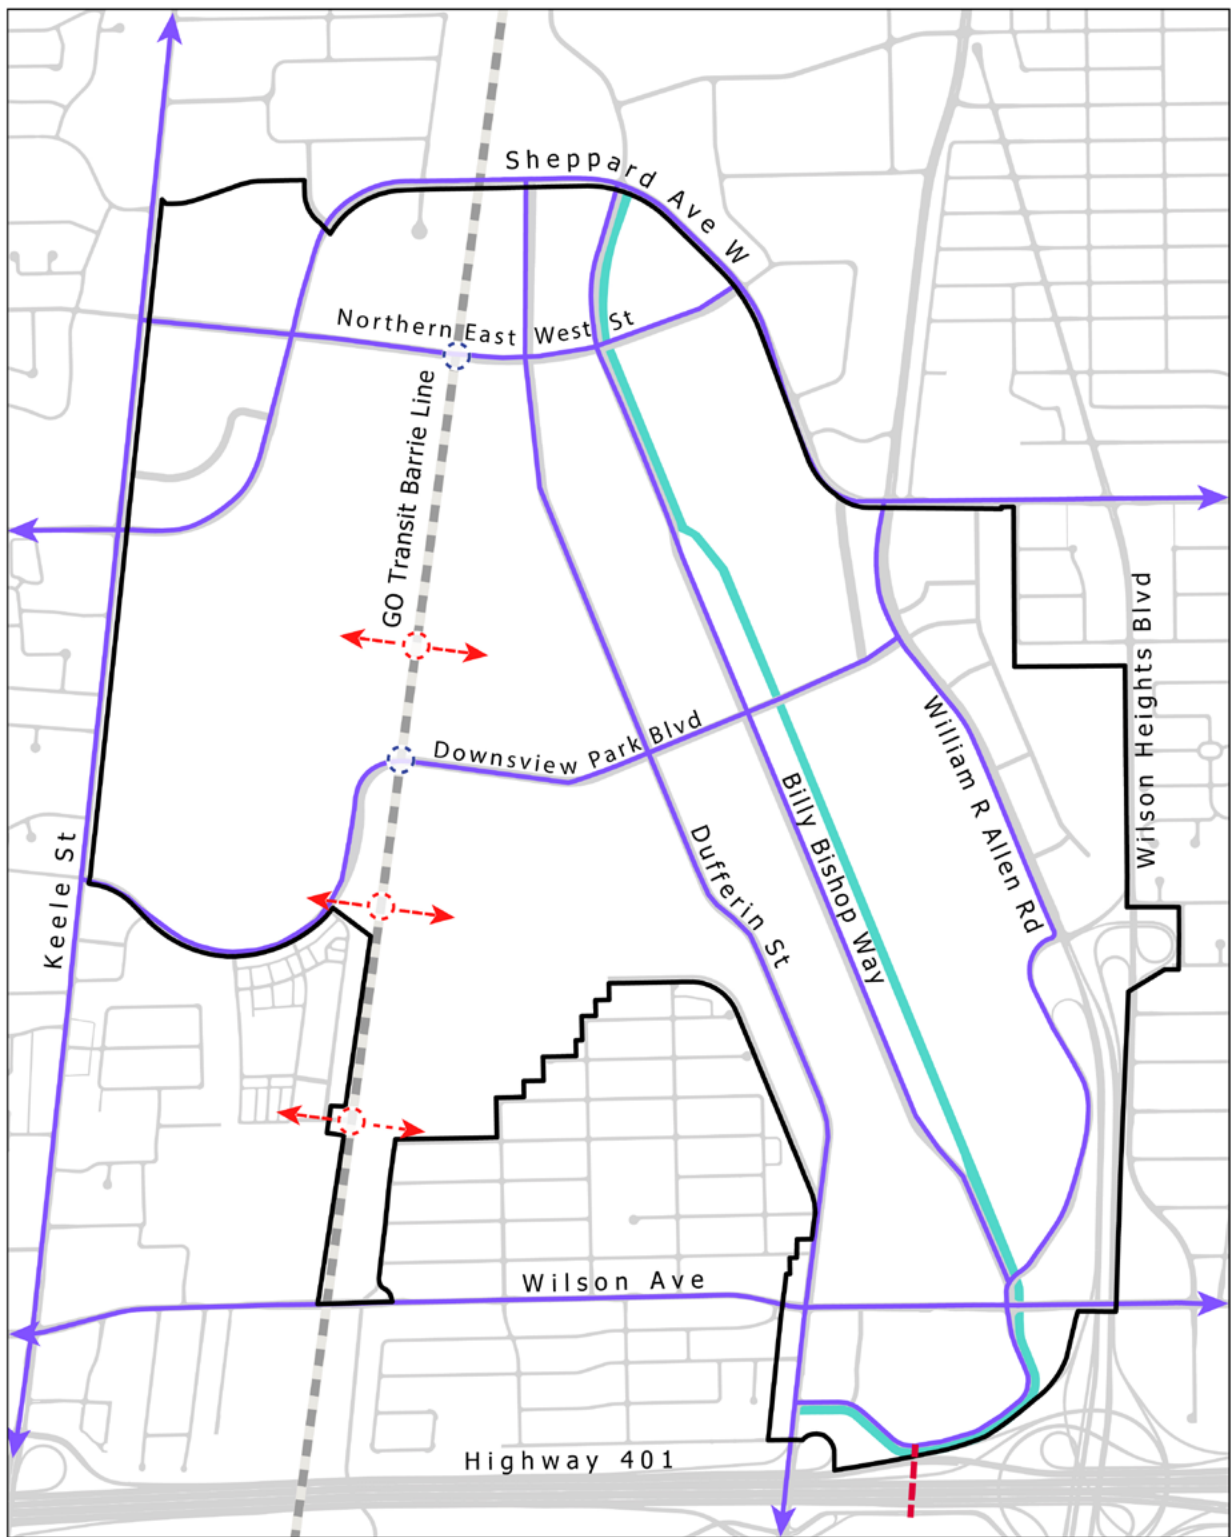 Sheppard Ave W
Northern East West St
GO Transit Barrie Line
Wilson Heights Blvd
Downsview Park Blvd
William R Allen Rd
Billy Bishop Way
Dufferin St
Keele St
Wilson Ave
Highway 401